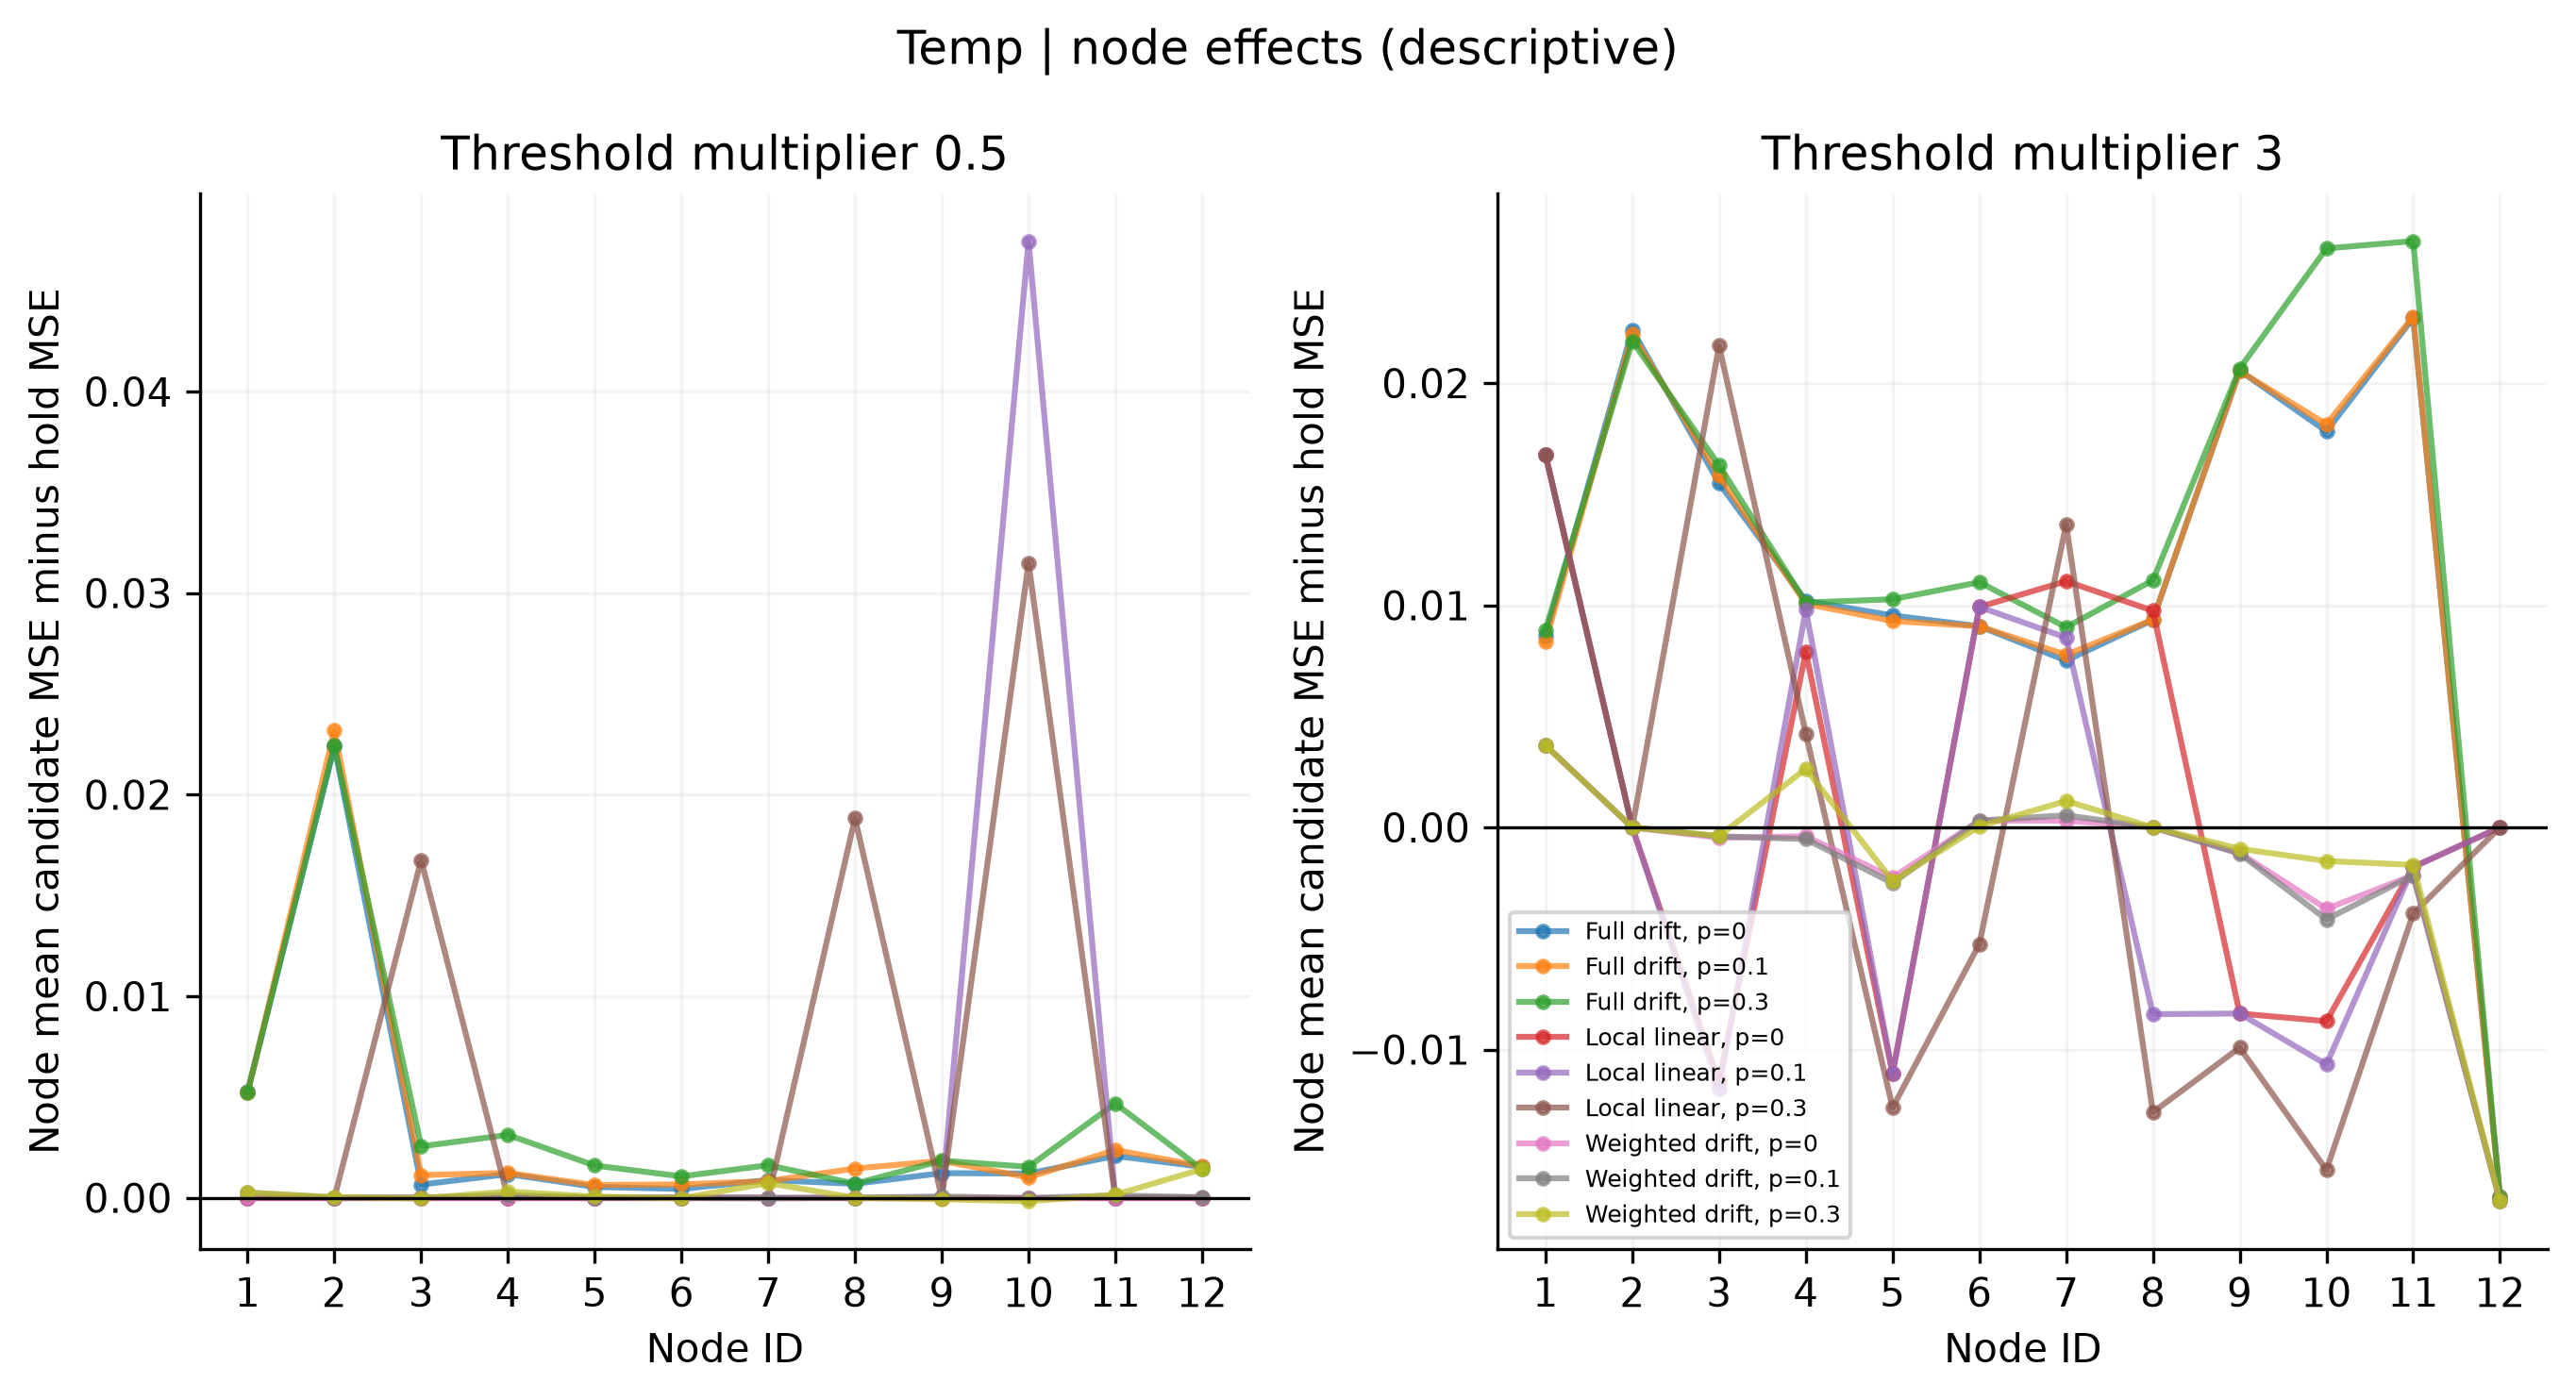 Temp | node effects (descriptive)
Threshold multiplier 0.5
Node mean candidate MSE minus hold MSE
0.04
0.03
0.02
0.01
0.00
1 2 3 4 5 6 7 8 9 10 11 12
Node ID
Threshold multiplier 3
Node mean candidate MSE minus hold MSE
0.02
0.01
0.00
−0.01
Full drift, p=0
Full drift, p=0.1
Full drift, p=0.3
Local linear, p=0
Local linear, p=0.1
Local linear, p=0.3
Weighted drift, p=0
Weighted drift, p=0.1
Weighted drift, p=0.3
1 2 3 4 5 6 7 8 9 10 11 12
Node ID